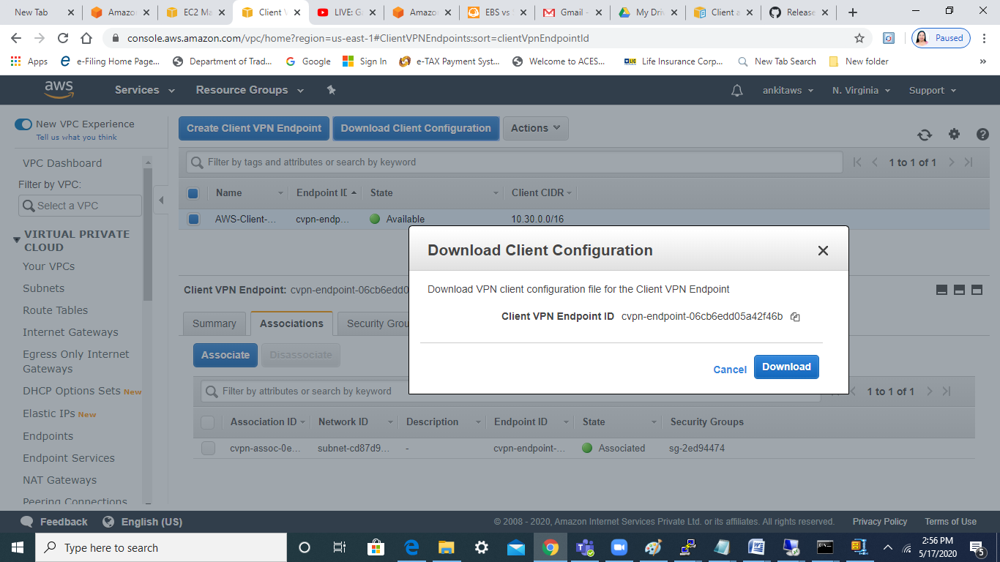 New Tab
Amazo
EC2 Ma
Client V
LIVE: G
Amazo
EBS vs S
Gmail -
My Driv
Client a
Releas
console.aws.amazon.com/vpc/home?region=us-east-1#ClientVPNEndpoints:sort=clientVpnEndpointId
Paused
Apps
e-Filing Home Page...
Department of Trad...
Google
Sign In
e-TAX Payment Syst...
Welcome to ACES...
Life Insurance Corp...
New Tab Search
New folder
aws
Services
Resource Groups
ankitaws
N. Virginia
Support
New VPC Experience
Tell us what you think
Create Client VPN Endpoint
Download Client Configuration
Actions
VPC Dashboard
Filter by VPC:
Select a VPC
VIRTUAL PRIVATE
CLOUD
Your VPCs
Subnets
Route Tables
Internet Gateways
Egress Only Internet
Gateways
DHCP Options Sets New
Elastic IPs New
Endpoints
Endpoint Services
NAT Gateways
Peering Connections
Filter by tags and attributes or search by keyword
1 to 1 of 1
Name
Endpoint ID
State
Client CIDR
AWS-Client-...
cvpn-endp...
Available
10.30.0.0/16
Download Client Configuration
Download VPN client configuration file for the Client VPN Endpoint
Client VPN Endpoint ID cvpn-endpoint-06cb6edd05a42f46b
Cancel
Download
Client VPN Endpoint: cvpn-endpoint-06cb6edd0
Summary
Associations
Security Grou
Associate
Disassociate
Filter by attributes or search by keyword
1 to 1 of 1
Association ID
Network ID
Description
Endpoint ID
State
Security Groups
cvpn-assoc-0e...
subnet-cd87d9...
-
cvpn-endpoint-...
Associated
sg-2ed94474
Feedback
English (US)
© 2008 - 2020, Amazon Internet Services Private Ltd. or its affiliates. All rights reserved.
Privacy Policy
Terms of Use
Type here to search
2:56 PM
5/17/2020
5